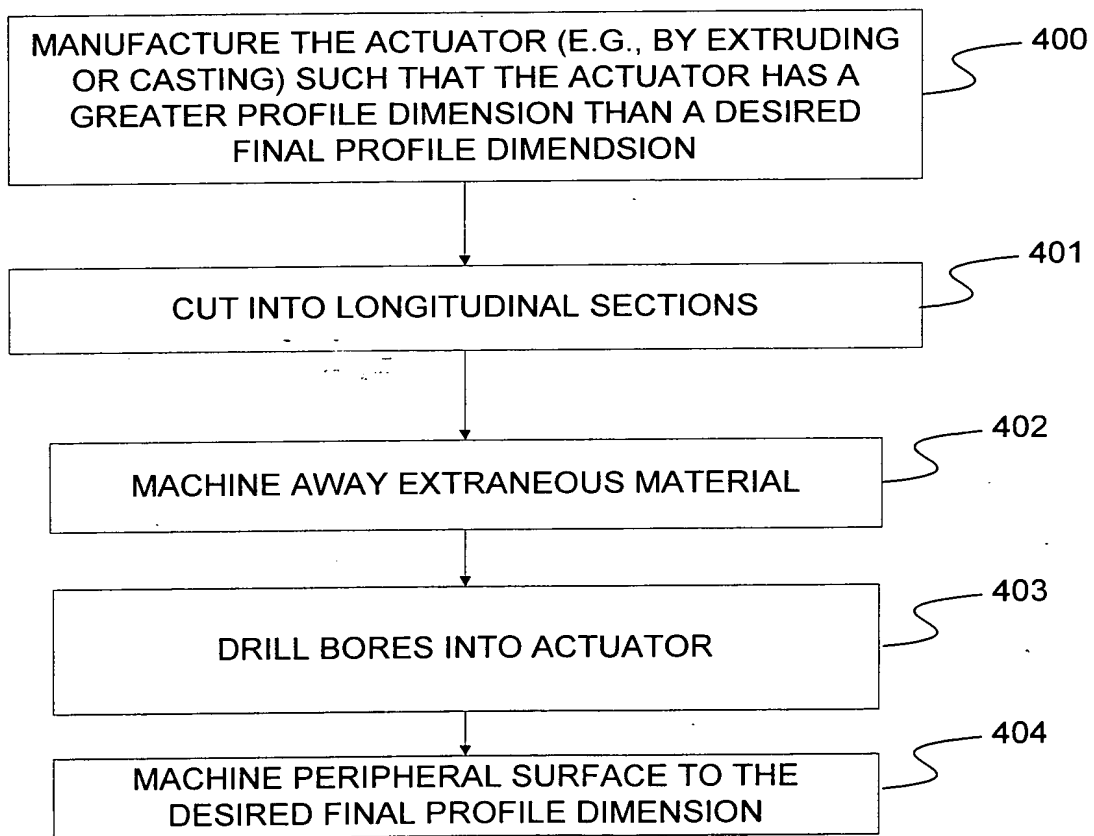 MANUFACTURE THE ACTUATOR (E.G., BY EXTRUDING
OR CASTING) SUCH THAT THE ACTUATOR HAS A
GREATER PROFILE DIMENSION THAN A DESIRED
FINAL PROFILE DIMENDSION
400
CUT INTO LONGITUDINAL SECTIONS
401
MACHINE AWAY EXTRANEOUS MATERIAL
402
DRILL BORES INTO ACTUATOR
403
MACHINE PERIPHERAL SURFACE TO THE
DESIRED FINAL PROFILE DIMENSION
404